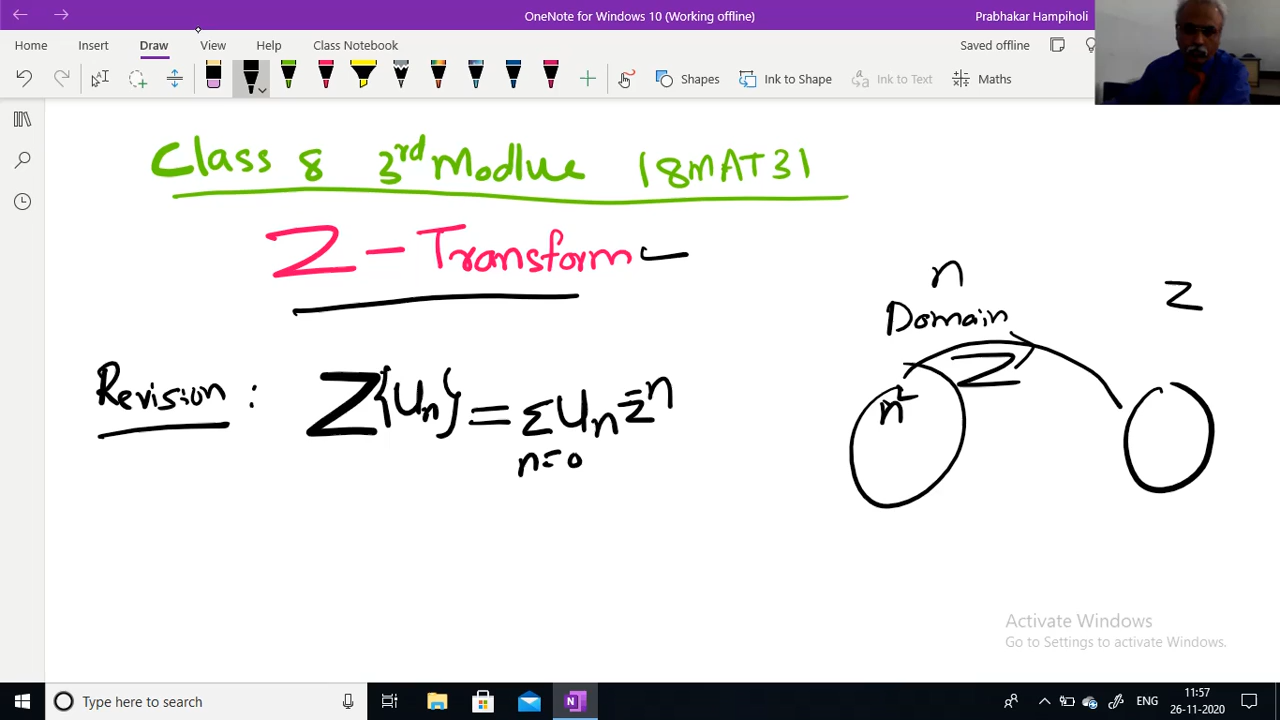 OneNote for Windows 10 (Working offline)
Prabhakar Hampiholi
Home Insert Draw View Help Class Notebook
Saved offline
Shapes Ink to Shape Ink to Text Maths
Class 8 3rd Modlue 18MAT31
Z - Transform
n
Domain
Z
Z
n²
Revision : Z{Un} = Σ Un z⁻ⁿ
n=0
Activate Windows
Go to Settings to activate Windows.
Type here to search
N
ENG
11:57
26-11-2020